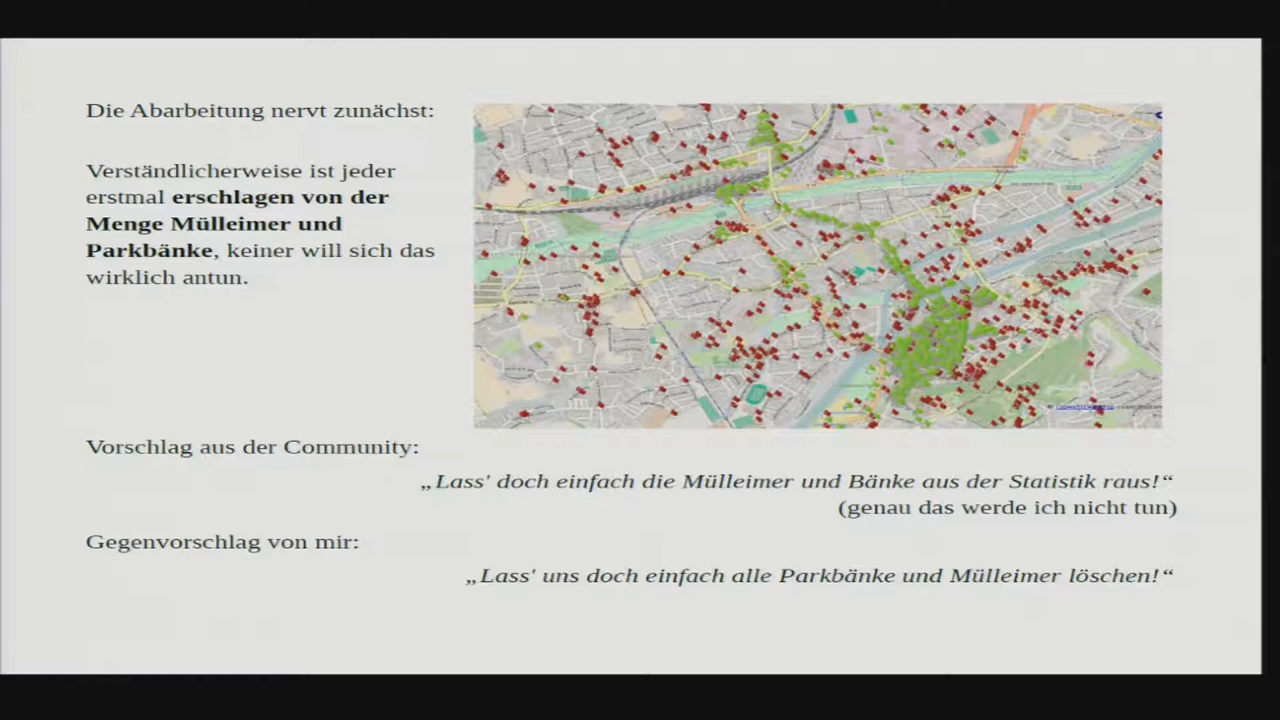 Die Abarbeitung nervt zunächst:
Verständlicherweise ist jeder
erstmal erschlagen von der
Menge Mülleimer und
Parkbänke, keiner will sich das
wirklich antun.
Vorschlag aus der Community:
„Lass' doch einfach die Mülleimer und Bänke aus der Statistik raus!“
(genau das werde ich nicht tun)
Gegenvorschlag von mir:
„Lass' uns doch einfach alle Parkbänke und Mülleimer löschen!“